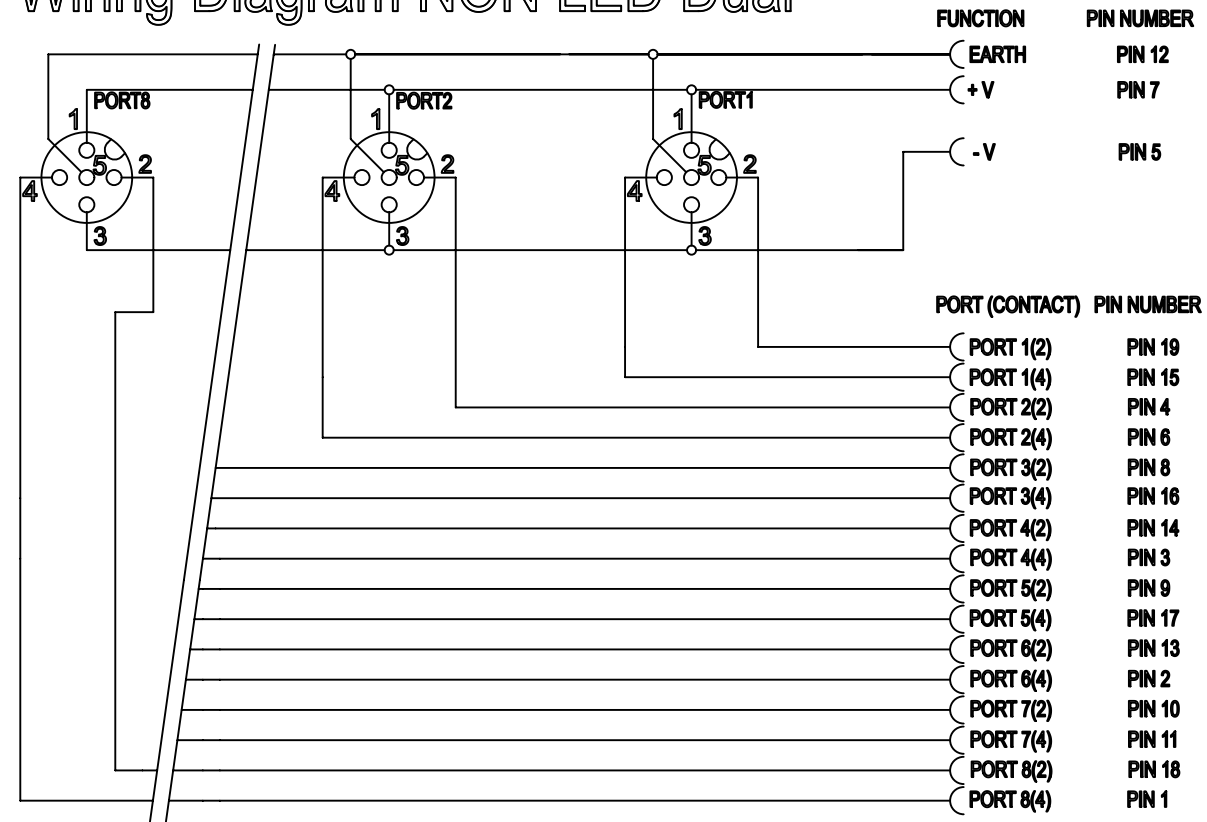 Wiring Diagram NON LED Dual
FUNCTION PIN NUMBER
EARTH PIN 12
+ V PIN 7
- V PIN 5
PORT8 PORT2 PORT1
1 1 1
5 2 5 2 5 2
4 4 4
3 3 3
PORT (CONTACT) PIN NUMBER
PORT 1(2) PIN 19
PORT 1(4) PIN 15
PORT 2(2) PIN 4
PORT 2(4) PIN 6
PORT 3(2) PIN 8
PORT 3(4) PIN 16
PORT 4(2) PIN 14
PORT 4(4) PIN 3
PORT 5(2) PIN 9
PORT 5(4) PIN 17
PORT 6(2) PIN 13
PORT 6(4) PIN 2
PORT 7(2) PIN 10
PORT 7(4) PIN 11
PORT 8(2) PIN 18
PORT 8(4) PIN 1